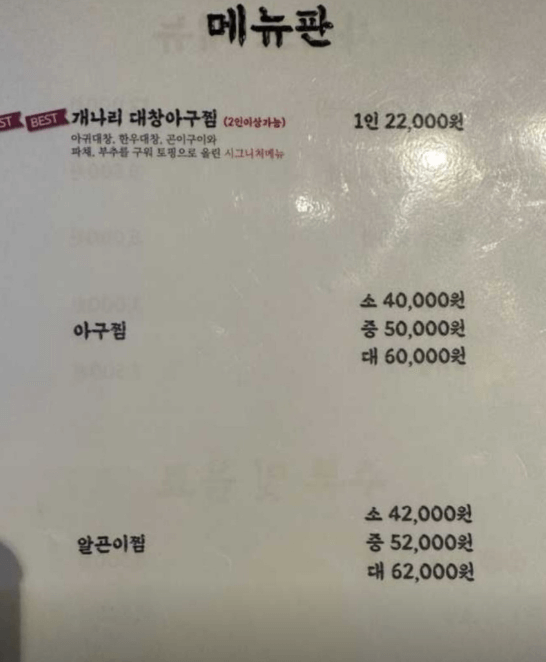 메뉴판
BEST 개나리 대창아구찜 (2인이상가능) 1인 22,000원
아귀대창, 한우대창, 곤이구이와
파채, 부추를 구워 토핑으로 올린 시그니처메뉴
소 40,000원
아구찜 중 50,000원
대 60,000원
소 42,000원
알곤이찜 중 52,000원
대 62,000원